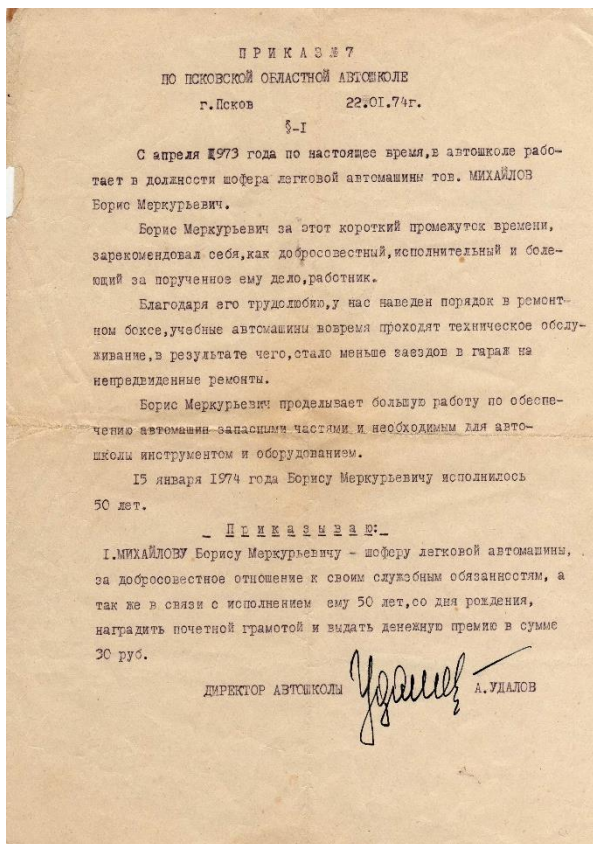 ПРИКАЗ № 7
ПО ПСКОВСКОЙ ОБЛАСТНОЙ АВТОШКОЛЕ
г.Псков 22.01.74г.
§-I
С апреля 1973 года по настоящее время,в автошколе рабо-
тает в должности шофера легковой автомашины тов. МИХАЙЛОВ
Борис Меркурьевич.
Борис Меркурьевич за этот короткий промежуток времени,
зарекомендовал себя,как добросовестный,исполнительный и боле-
ющий за порученное ему дело,работник.
Благодаря его трудолюбию,у нас наведен порядок в ремонт-
ном боксе,учебные автомашины вовремя проходят техническое обслу-
живание,в результате чего,стало меньше заездов в гараж на
непредвиденные ремонты.
Борис Меркурьевич проделывает большую работу по обеспе-
чению автомашин запасными частями и необходимым для авто-
школы инструментом и оборудованием.
15 января 1974 года Борису Меркурьевичу исполнилось
50 лет.
_ Приказываю:_
I.МИХАЙЛОВУ Борису Меркурьевичу - шоферу легковой автомашины,
за добросовестное отношение к своим служебным обязанностям, а
так же в связи с исполнением ему 50 лет,со дня рождения,
наградить почетной грамотой и выдать денежную премию в сумме
30 руб.
ДИРЕКТОР АВТОШКОЛЫ А.УДАЛОВ